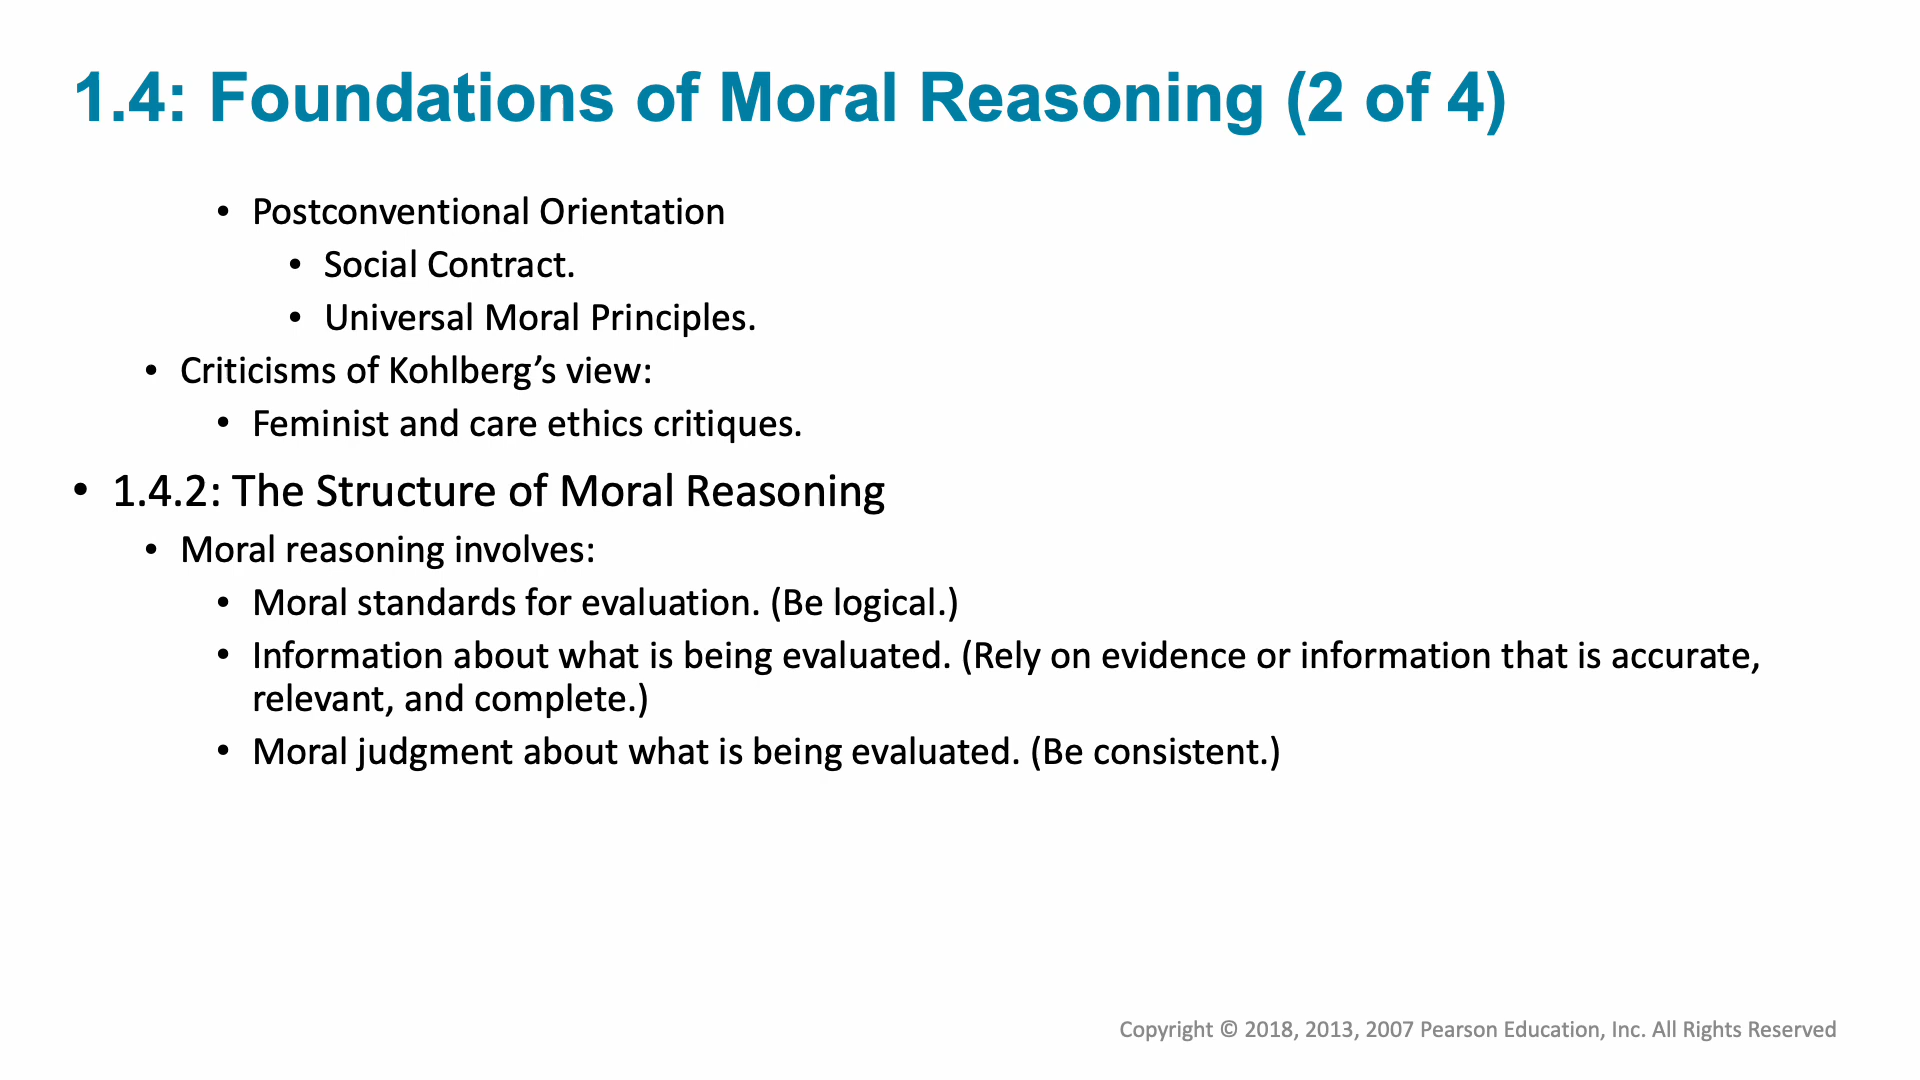 1.4: Foundations of Moral Reasoning (2 of 4)
• Postconventional Orientation
• Social Contract.
• Universal Moral Principles.
• Criticisms of Kohlberg’s view:
• Feminist and care ethics critiques.
• 1.4.2: The Structure of Moral Reasoning
• Moral reasoning involves:
• Moral standards for evaluation. (Be logical.)
• Information about what is being evaluated. (Rely on evidence or information that is accurate,
relevant, and complete.)
• Moral judgment about what is being evaluated. (Be consistent.)
Copyright © 2018, 2013, 2007 Pearson Education, Inc. All Rights Reserved